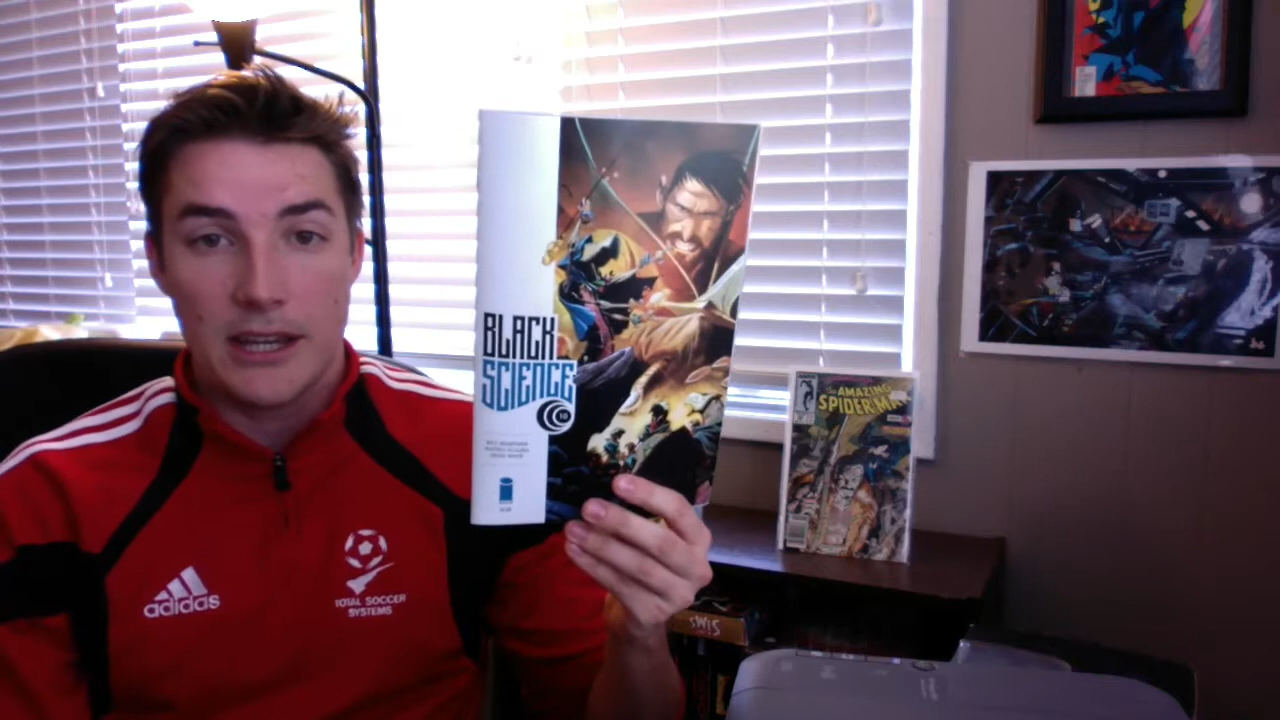 BLACK
SCIENCE
10
THE AMAZING
SPIDER-MAN
adidas
TOTAL SOCCER
SYSTEMS